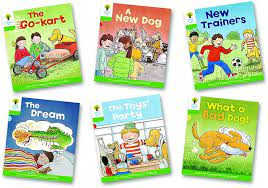 The
Go-kart
A
New Dog
New
Trainers
The
Dream
The Toys'
Party
What a
Bad Dog!